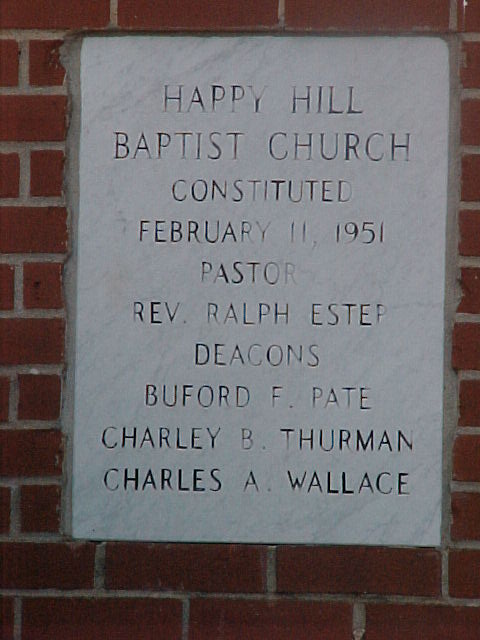 HAPPY HILL
BAPTIST CHURCH
CONSTITUTED
FEBRUARY 11, 1951
PASTOR
REV. RALPH ESTEP
DEACONS
BUFORD F. PATE
CHARLEY B. THURMAN
CHARLES A. WALLACE